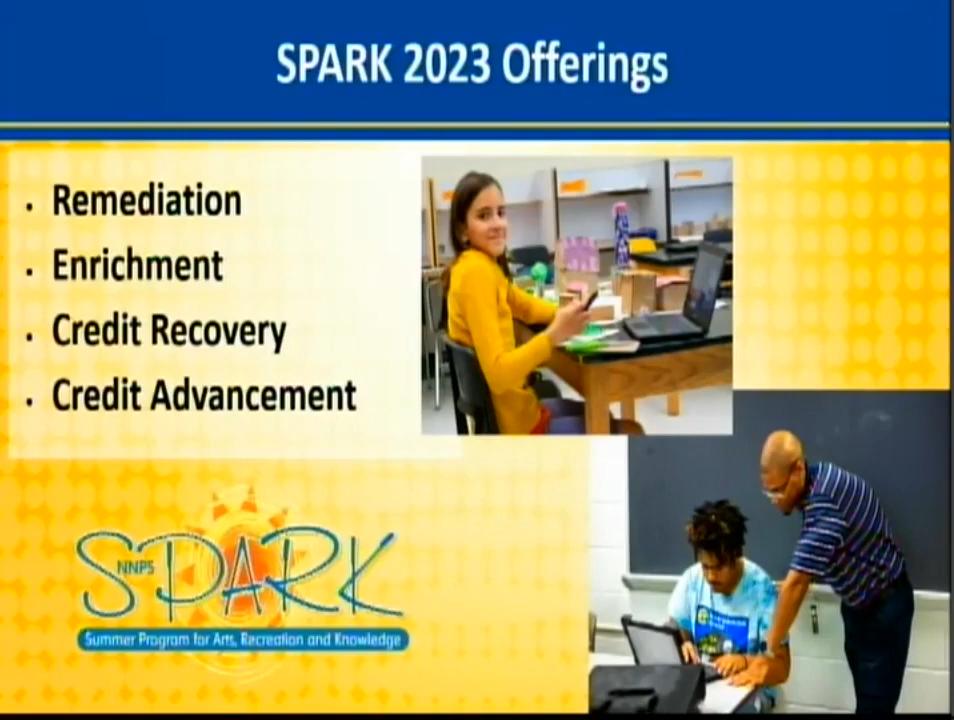 SPARK 2023 Offerings
• Remediation
• Enrichment
• Credit Recovery
• Credit Advancement
NNPS
SPARK
Summer Program for Arts, Recreation and Knowledge